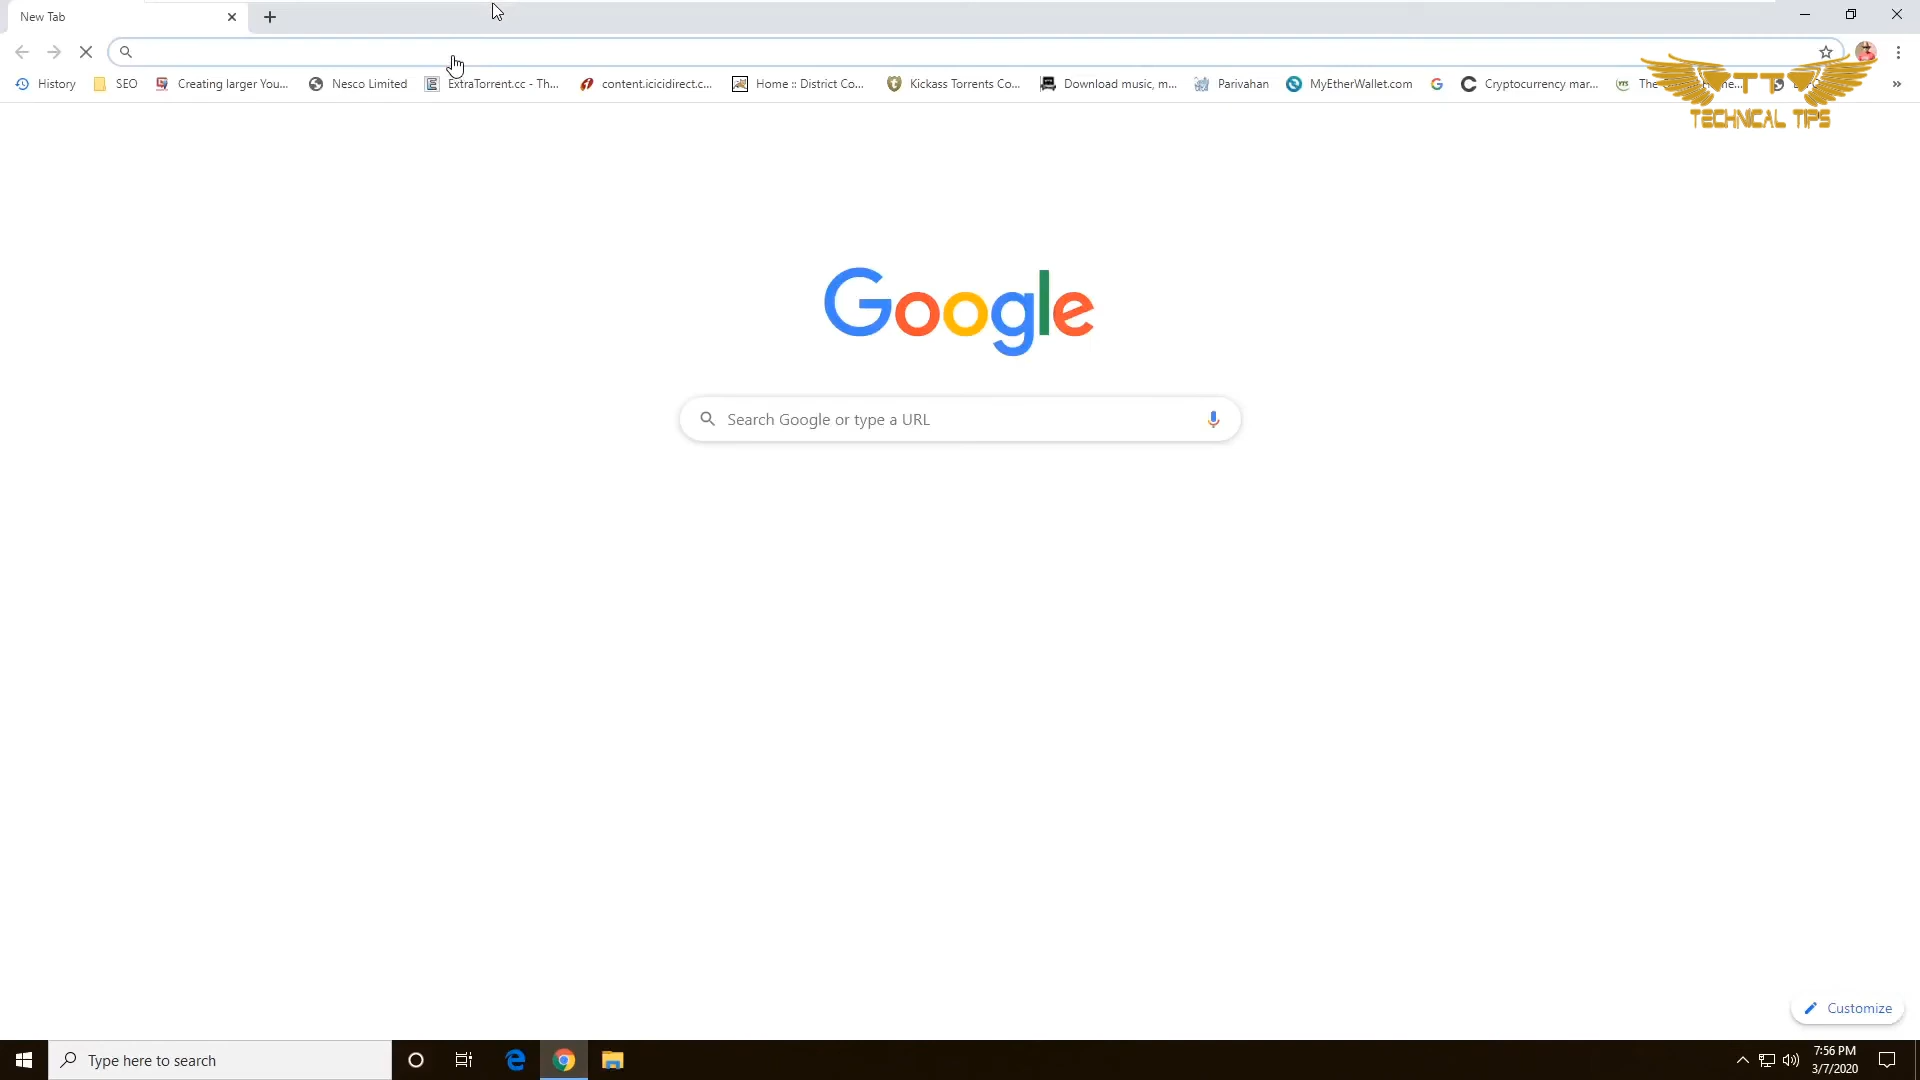 New Tab
History
SEO
Creating larger You...
Nesco Limited
ExtraTorrent.cc - Th...
content.icicidirect.c...
Home :: District Co...
Kickass Torrents Co...
Download music, m...
Parivahan
MyEtherWallet.com
Cryptocurrency mar...
TT
TECHNICAL TIPS
Google
Search Google or type a URL
Customize
Type here to search
7:56 PM
3/7/2020